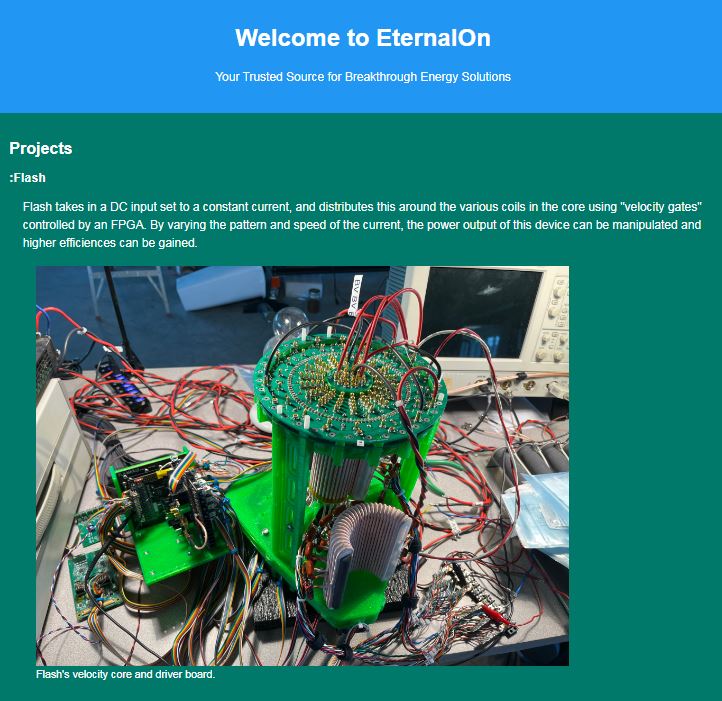 Welcome to EternalOn
Your Trusted Source for Breakthrough Energy Solutions
Projects
:Flash
Flash takes in a DC input set to a constant current, and distributes this around the various coils in the core using "velocity gates"
controlled by an FPGA. By varying the pattern and speed of the current, the power output of this device can be manipulated and
higher efficiences can be gained.
Flash's velocity core and driver board.